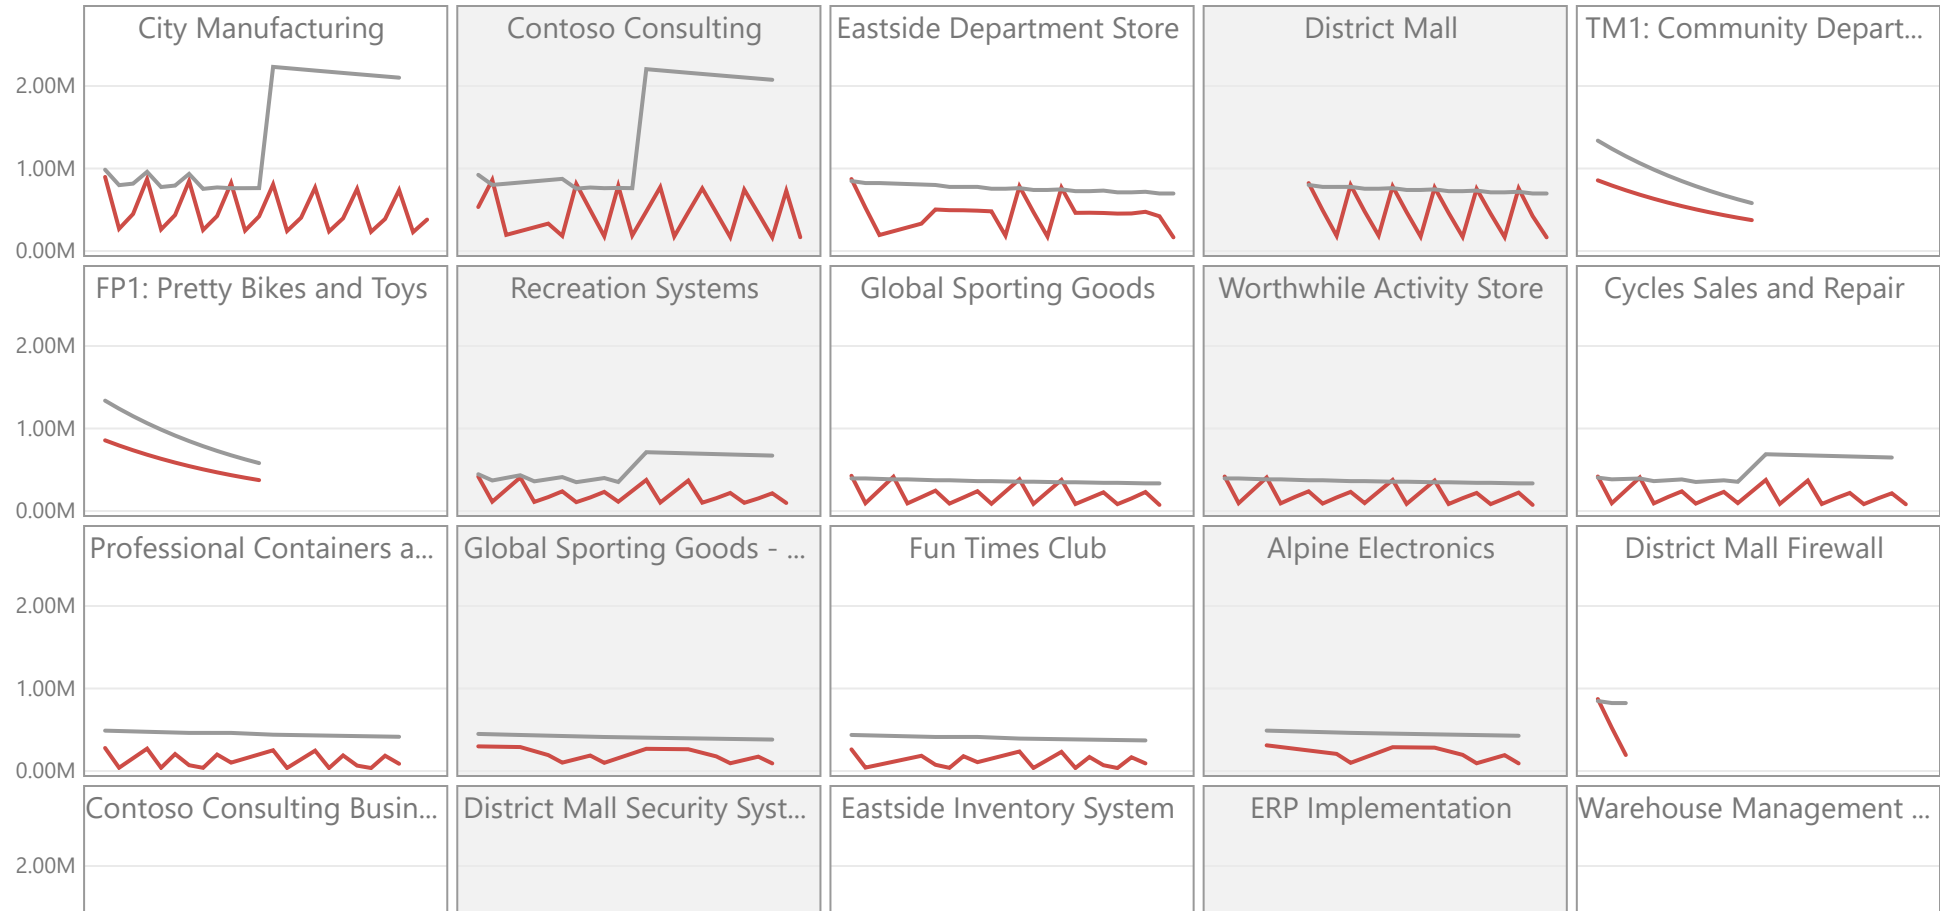 City Manufacturing
Contoso Consulting
Eastside Department Store
District Mall
TM1: Community Depart...
2.00M
1.00M
0.00M
FP1: Pretty Bikes and Toys
Recreation Systems
Global Sporting Goods
Worthwhile Activity Store
Cycles Sales and Repair
2.00M
1.00M
0.00M
Professional Containers a...
Global Sporting Goods - ...
Fun Times Club
Alpine Electronics
District Mall Firewall
2.00M
1.00M
0.00M
Contoso Consulting Busin...
District Mall Security Syst...
Eastside Inventory System
ERP Implementation
Warehouse Management ...
2.00M